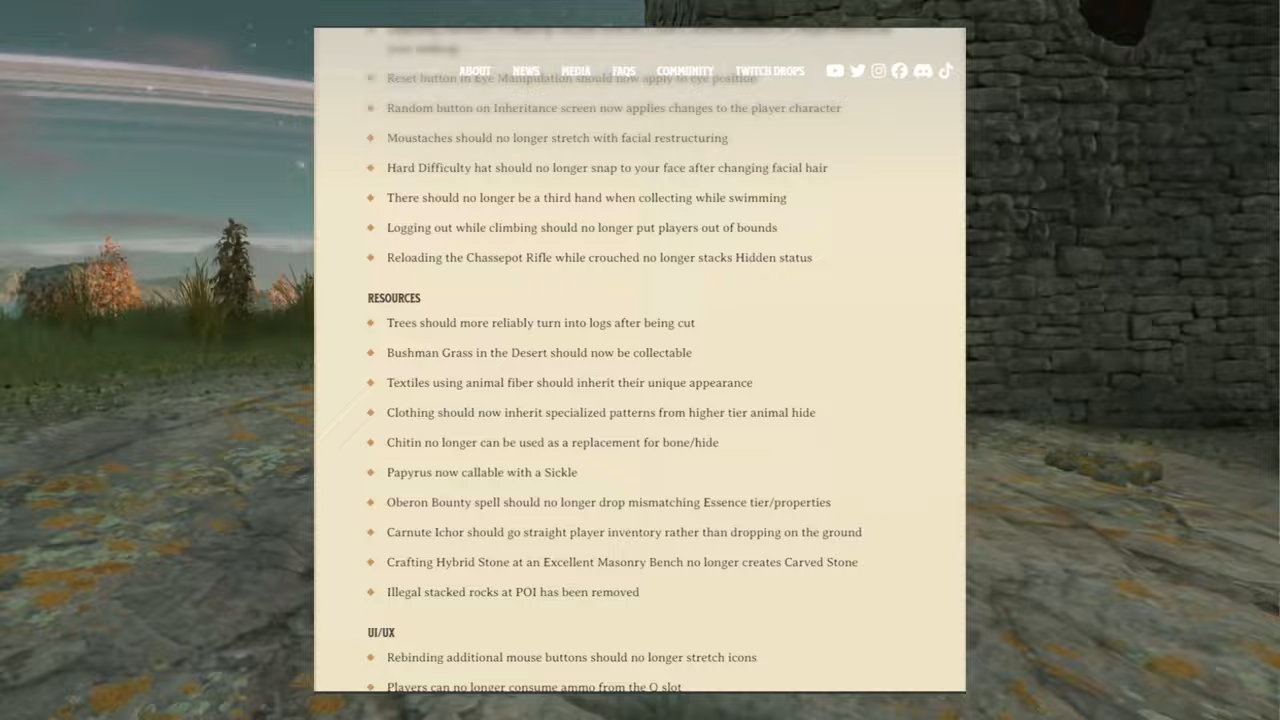 your walkup
ABOUT NEWS MEDIA FAQS COMMUNITY TWITCH DROPS
Reset button in Eye Manipulation should now apply to eye position
Random button on Inheritance screen now applies changes to the player character
Moustaches should no longer stretch with facial restructuring
Hard Difficulty hat should no longer snap to your face after changing facial hair
There should no longer be a third hand when collecting while swimming
Logging out while climbing should no longer put players out of bounds
Reloading the Chassepot Rifle while crouched no longer stacks Hidden status
RESOURCES
Trees should more reliably turn into logs after being cut
Bushman Grass in the Desert should now be collectable
Textiles using animal fiber should inherit their unique appearance
Clothing should now inherit specialized patterns from higher tier animal hide
Chitin no longer can be used as a replacement for bone/hide
Papyrus now callable with a Sickle
Oberon Bounty spell should no longer drop mismatching Essence tier/properties
Carnute Ichor should go straight player inventory rather than dropping on the ground
Crafting Hybrid Stone at an Excellent Masonry Bench no longer creates Carved Stone
Illegal stacked rocks at POI has been removed
UI/UX
Rebinding additional mouse buttons should no longer stretch icons
Players can no longer consume ammo from the Q slot